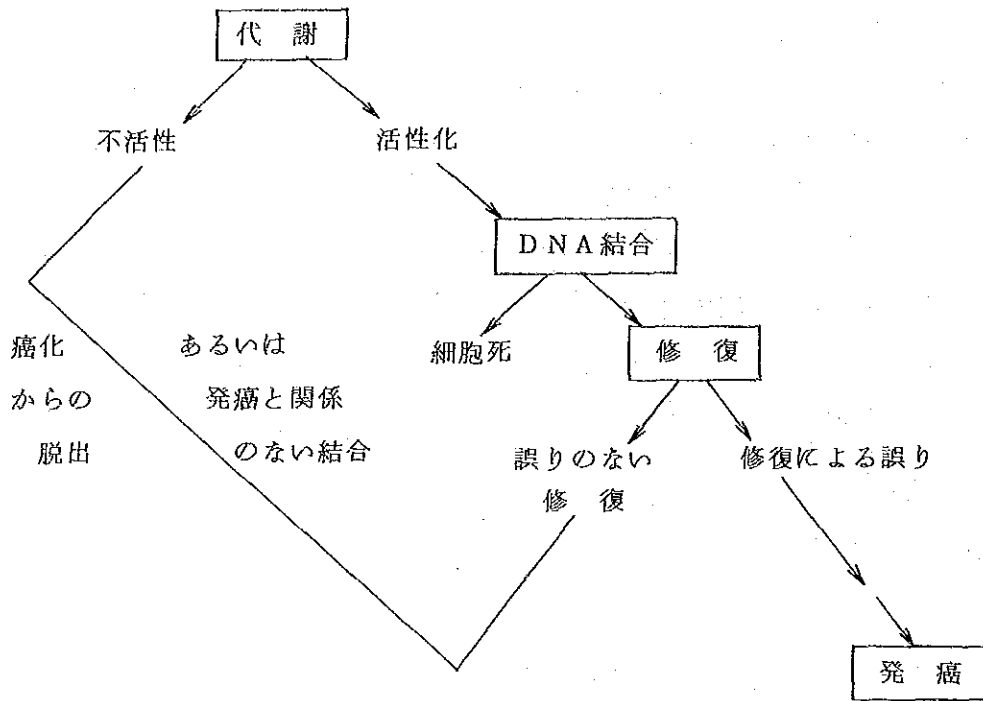 代 謝
不活性
活性化
DNA結合
癌化
からの
脱出
あるいは
発癌と関係
のない結合
細胞死
修 復
誤りのない
修 復
修復による誤り
発 癌